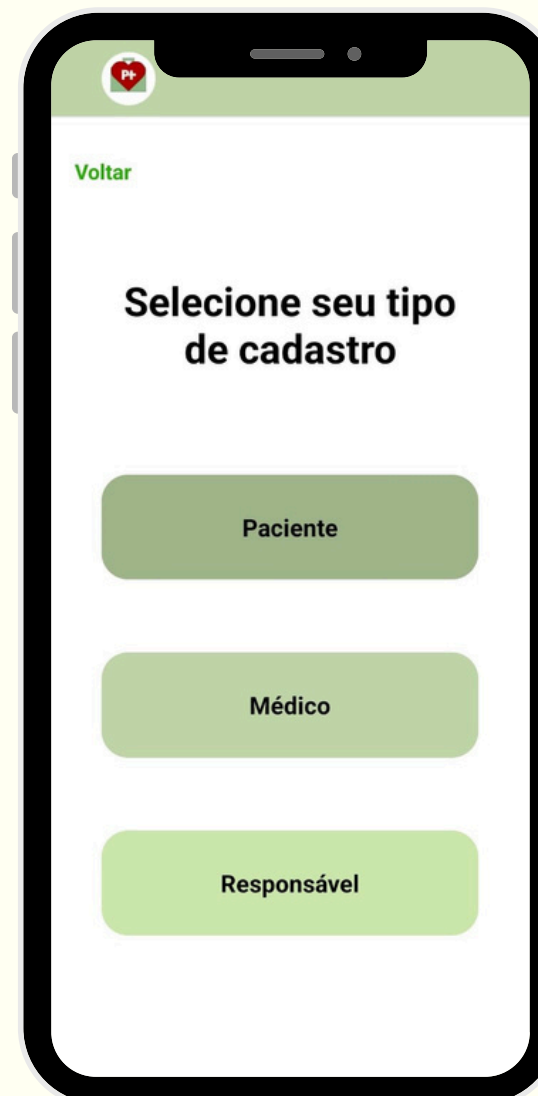 P+
Voltar
Selecione seu tipo
de cadastro
Paciente
Médico
Responsável